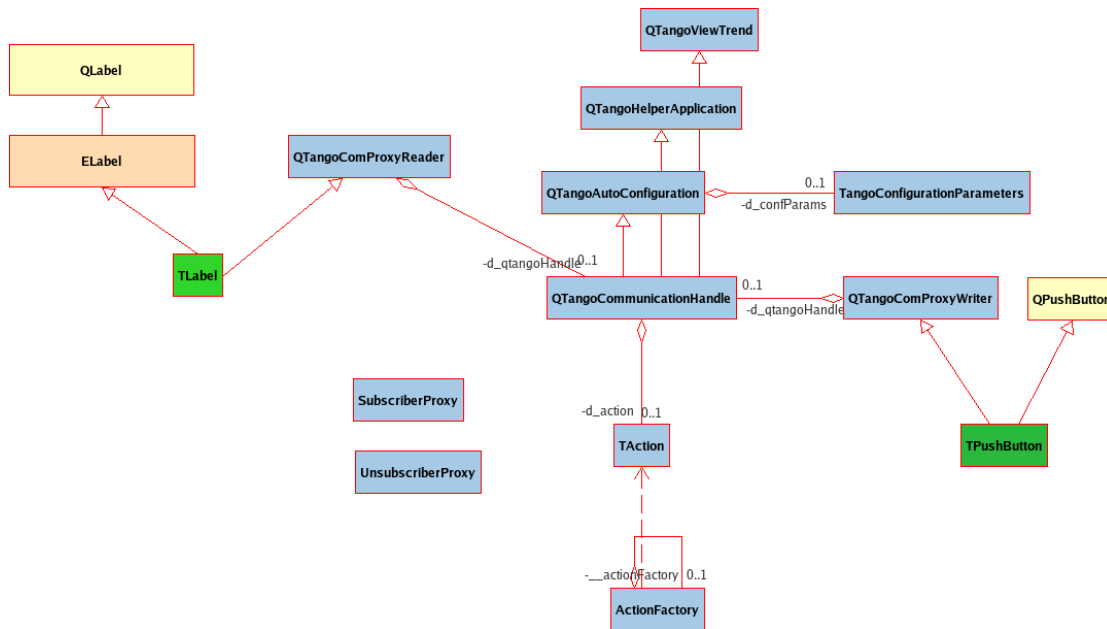 QTangoViewTrend
QLabel
QTangoHelperApplication
ELabel
QTangoComProxyReader
QTangoAutoConfiguration
0..1
TangoConfigurationParameters
-d_confParams
TLabel
-d_qtangoHandle
0..1
QTangoCommunicationHandle
0..1
-d_qtangoHandle
QTangoComProxyWriter
QPushButton
SubscriberProxy
-d_action
0..1
TAction
TPushButton
UnsubscriberProxy
-__actionFactory
0..1
ActionFactory